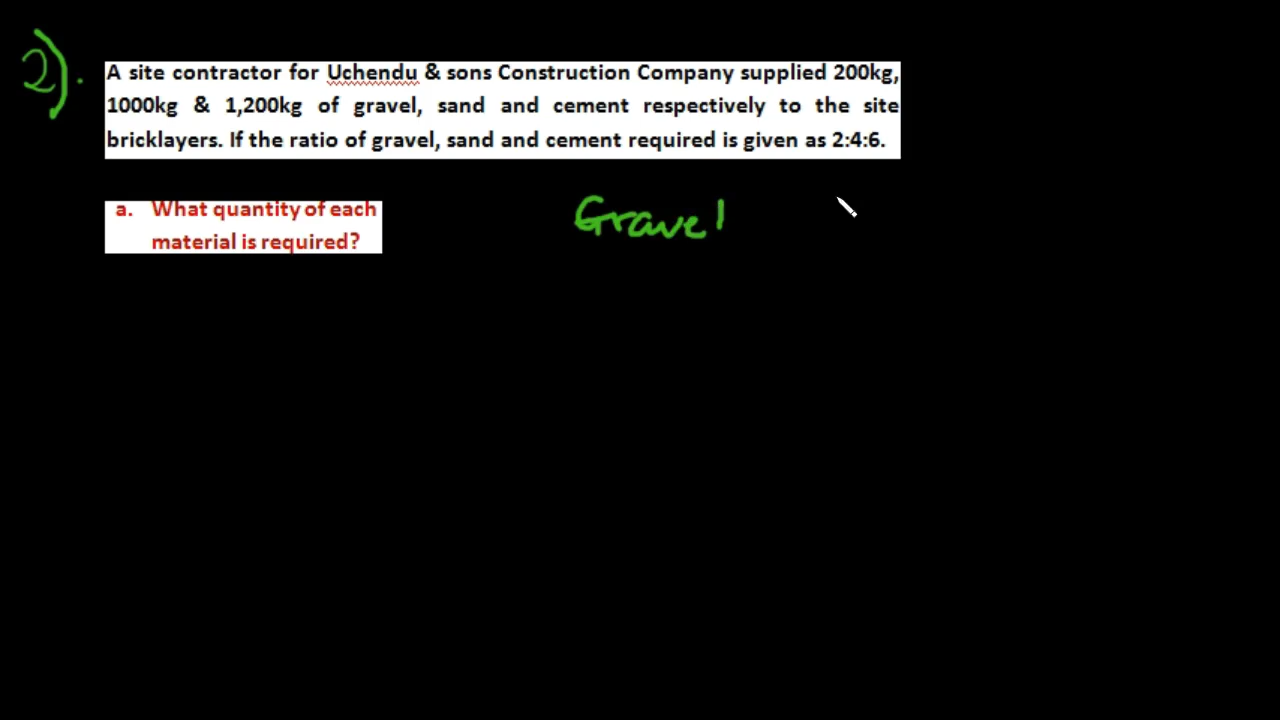 2).
A site contractor for Uchendu & sons Construction Company supplied 200kg,
1000kg & 1,200kg of gravel, sand and cement respectively to the site
bricklayers. If the ratio of gravel, sand and cement required is given as 2:4:6.
a. What quantity of each
material is required?
Gravel